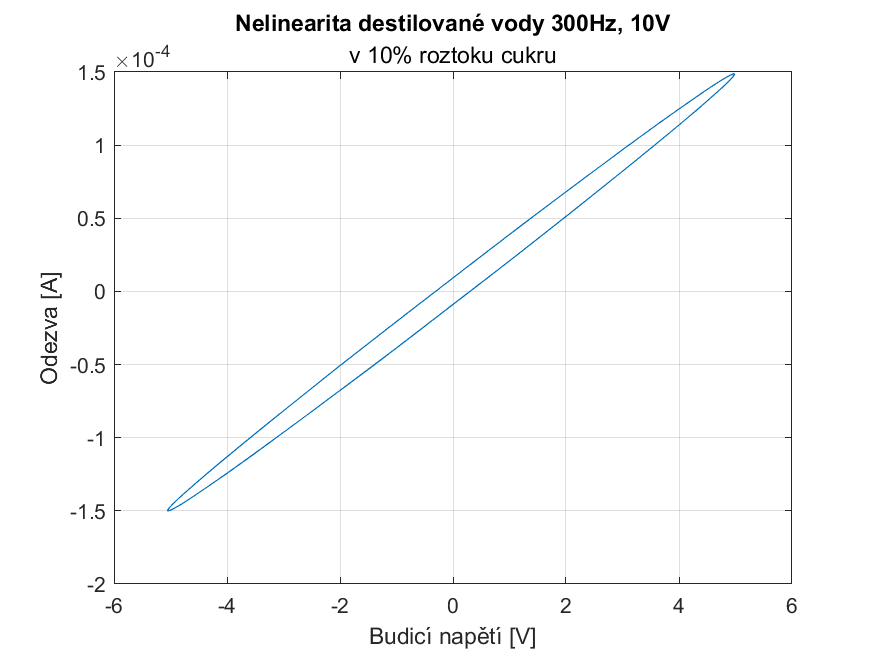 Nelinearita destilované vody 300Hz, 10V
v 10% roztoku cukru
×10-4
1.5
1
0.5
0
-0.5
-1
-1.5
-2
-6 -4 -2 0 2 4 6
Odezva [A]
Budicí napětí [V]